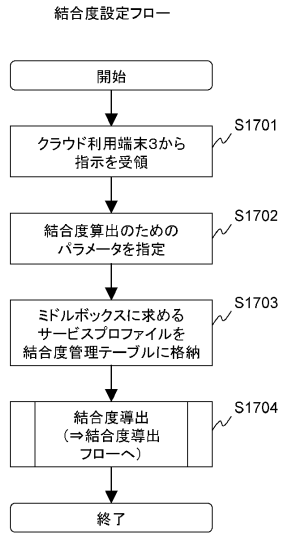 結合度設定フロー
開始
S1701
クラウド利用端末3から
指示を受領
S1702
結合度算出のための
パラメータを指定
S1703
ミドルボックスに求める
サービスプロファイルを
結合度管理テーブルに格納
S1704
結合度導出
(⇒結合度導出
フローへ)
終了